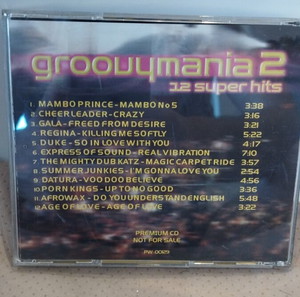 groovymania 2
12 super hits
1 MAMBO PRINCE - MAMBO No 5 3:38
2 CHEERLEADER - CRAZY 3:16
3 GALA - FREED FROM DESIRE 3:21
4 REGINA - KILLING ME SOFTLY 5:22
5 DUKE - SO IN LOVE WITH YOU 4:17
6 EXPRESS OF SOUND - REAL VIBRATION 7:10
7 THE MIGHTY DUB KATZ - MAGIC CARPET RIDE 3:57
8 SUMMER JUNKIES - I'M GONNA LOVE YOU 2:54
9 DATURA - VOO DOO BELIEVE 4:56
10 PORN KINGS - UP TO NO GOOD 3:36
11 AFROWAX - DO YOU UNDERSTAND ENGLISH 5:48
12 AGE OF LOVE - AGE OF LOVE 3:22
PREMIUM CD
NOT FOR SALE
PW 0029